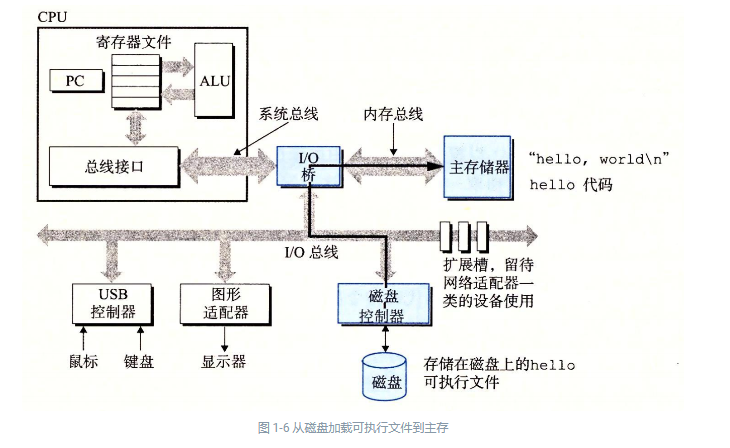 CPU
寄存器文件
PC
ALU
系统总线
内存总线
总线接口
I/O
桥
主存储器
“hello, world\n”
hello 代码
I/O 总线
扩展槽，留待
网络适配器一
类的设备使用
USB
控制器
图形
适配器
磁盘
控制器
鼠标
键盘
显示器
磁盘
存储在磁盘上的hello
可执行文件
图 1-6 从磁盘加载可执行文件到主存